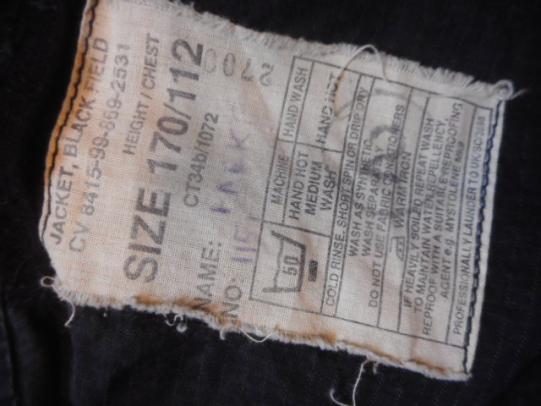 JACKET, BLACK FIELD
CV 8415-99-869-2531
HEIGHT / CHEST
SIZE 170/112
CT34b/1072
NAME:
NO:
MACHINE
HAND WASH
HAND HOT
MEDIUM
WASH
HAND HOT
50
COLD RINSE. SHORT SPIN OR DRIP DRY
WASH AS SYNTHETIC
WASH SEPARATELY
DO NOT USE FABRIC CONDITIONERS
WARM IRON
IF HEAVILY SOILED REPEAT WASH
TO MAINTAIN WATER REPELLENCY,
REPROOF WITH A SUITABLE REPROOFING
AGENT e.g. MYSTOLENE MK
PROFESSIONALLY LAUNDER TO UK/SC/